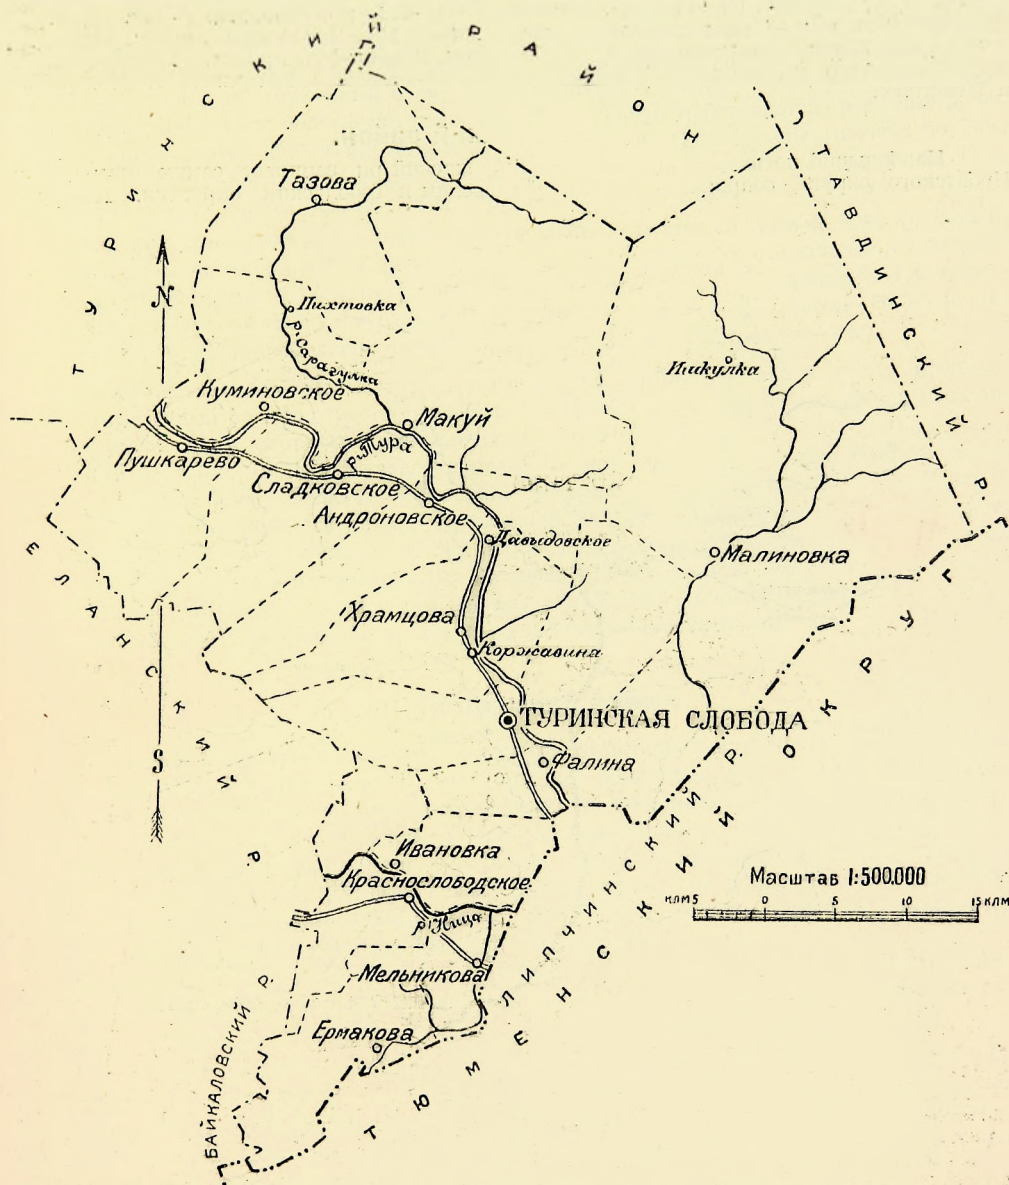 ТУРИНСКИЙ РАЙОН
ТАВДИНСКИЙ Р.
Тазова
N
Пихтовка
р. Сарагулка
Ишкулка
Куминовское
Макуй
р. Тура
Пушкарево
Сладковское
Андроновское
Давыдовское
Малиновка
ЕЛАНСКИЙ Р.
Храмцова
Коржавина
ТУРИНСКАЯ СЛОБОДА
S
Фалина
Ивановка
Краснослободское
р. Ница
Мельникова
Ермакова
БАЙКАЛОВСКИЙ Р.
ЛИПЧИНСКИЙ Р.
ТЮМЕНСКИЙ ОКРУГ
Масштаб 1:500.000
КЛМ 5 0 5 10 15 КЛМ